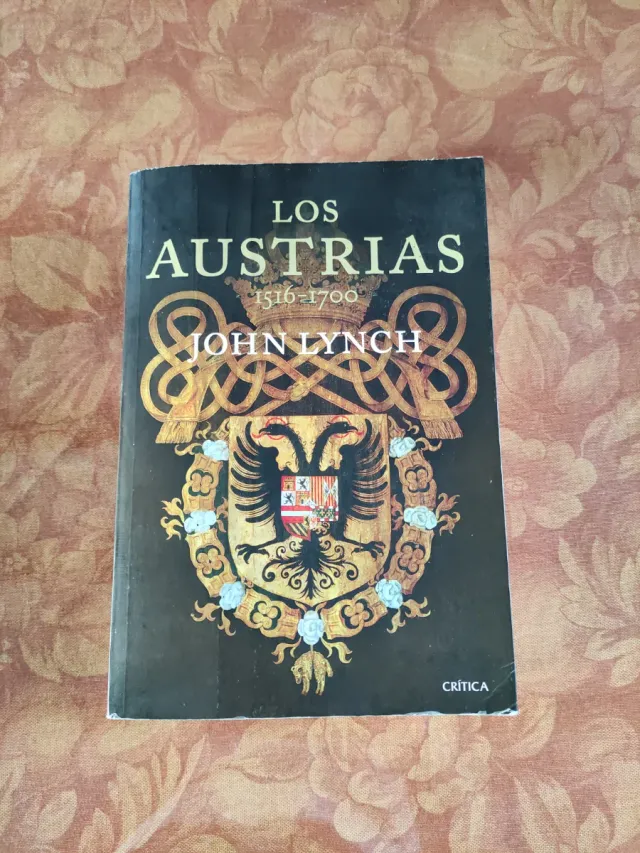 LOS
AUSTRIAS
1516-1700
JOHN LYNCH
CRÍTICA